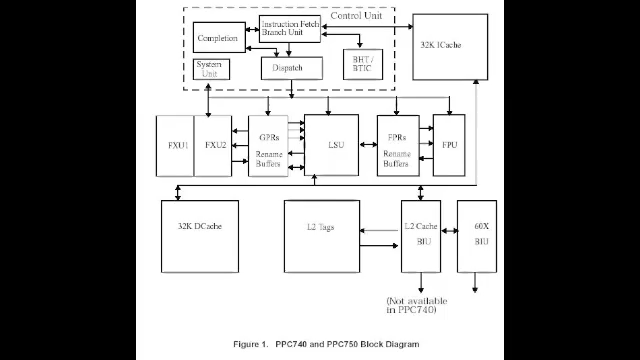 Control Unit
Instruction Fetch
Branch Unit
Completion
32K ICache
System
Unit
Dispatch
BHT /
BTIC
FXU1
FXU2
GPRs
Rename
Buffers
LSU
FPRs
Rename
Buffers
FPU
32K DCache
L2 Tags
L2 Cache
BIU
60X
BIU
(Not available
in PPC740)
Figure 1. PPC740 and PPC750 Block Diagram